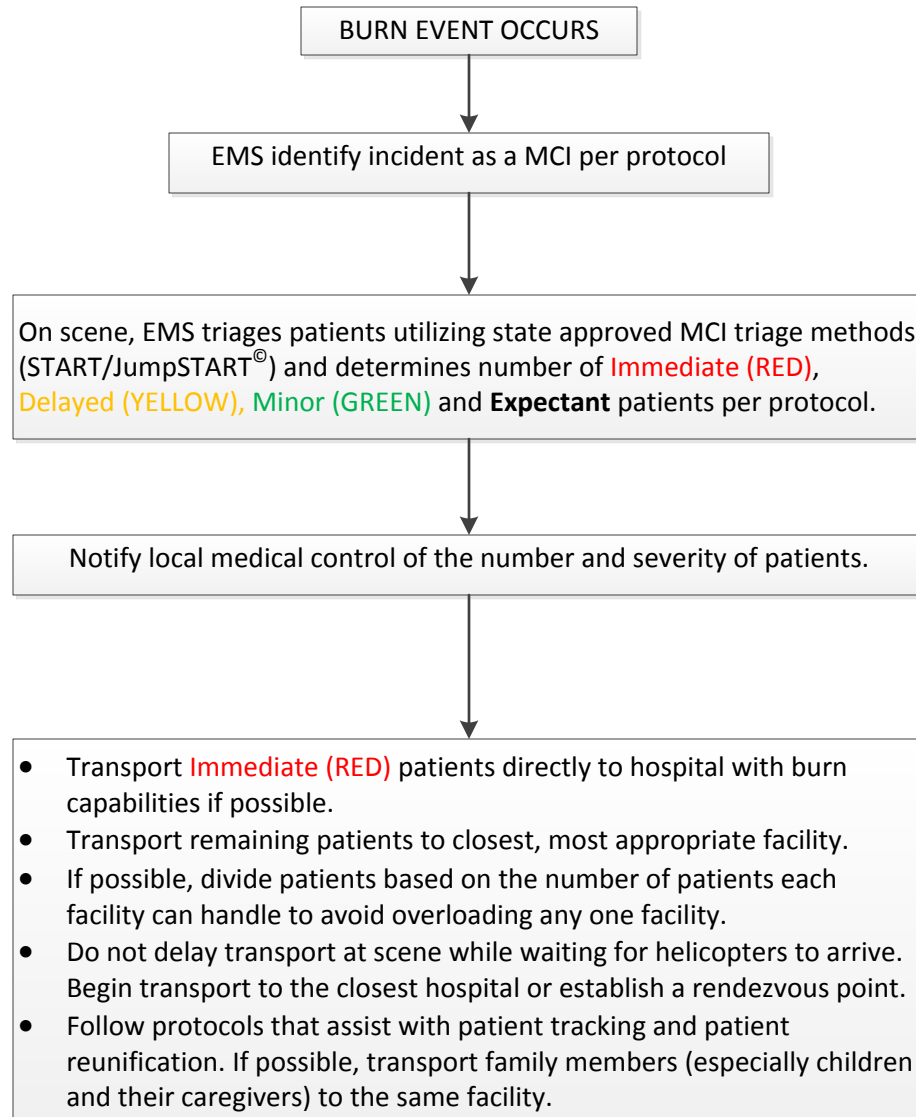 BURN EVENT OCCURS
EMS identify incident as a MCI per protocol
On scene, EMS triages patients utilizing state approved MCI triage methods
(START/JumpSTART©) and determines number of Immediate (RED),
Delayed (YELLOW), Minor (GREEN) and Expectant patients per protocol.
Notify local medical control of the number and severity of patients.
• Transport Immediate (RED) patients directly to hospital with burn
capabilities if possible.
• Transport remaining patients to closest, most appropriate facility.
• If possible, divide patients based on the number of patients each
facility can handle to avoid overloading any one facility.
• Do not delay transport at scene while waiting for helicopters to arrive.
Begin transport to the closest hospital or establish a rendezvous point.
• Follow protocols that assist with patient tracking and patient
reunification. If possible, transport family members (especially children
and their caregivers) to the same facility.